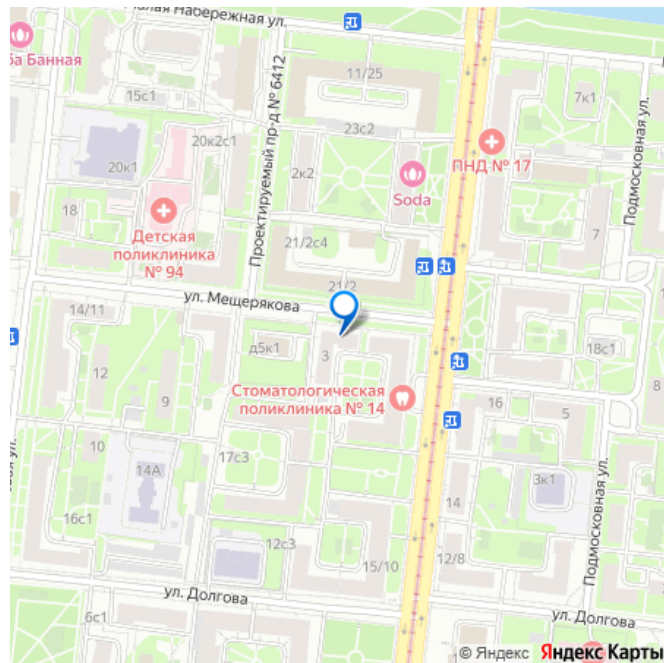 Малая Набережная ул.
ба Банная
11/25
7к1
15с1
23с2
20к2с1
ПНД № 17
20к1
2к2
Soda
Проектируемый пр-д № 6412
Подмосковная ул.
18
Детская
поликлиника
№ 94
21/2с4
7
21/2
ул. Мещерякова
14/11
д5к1
3
18с1
12
Стоматологическая
поликлиника № 14
9
16
5
8
10
17с3
14А
3к1
14
Подмосковная ул.
16с1
12с3
15/10
12/8
ул. Долгова
6с1
ул. Долгова
© Яндекс Яндекс Карты